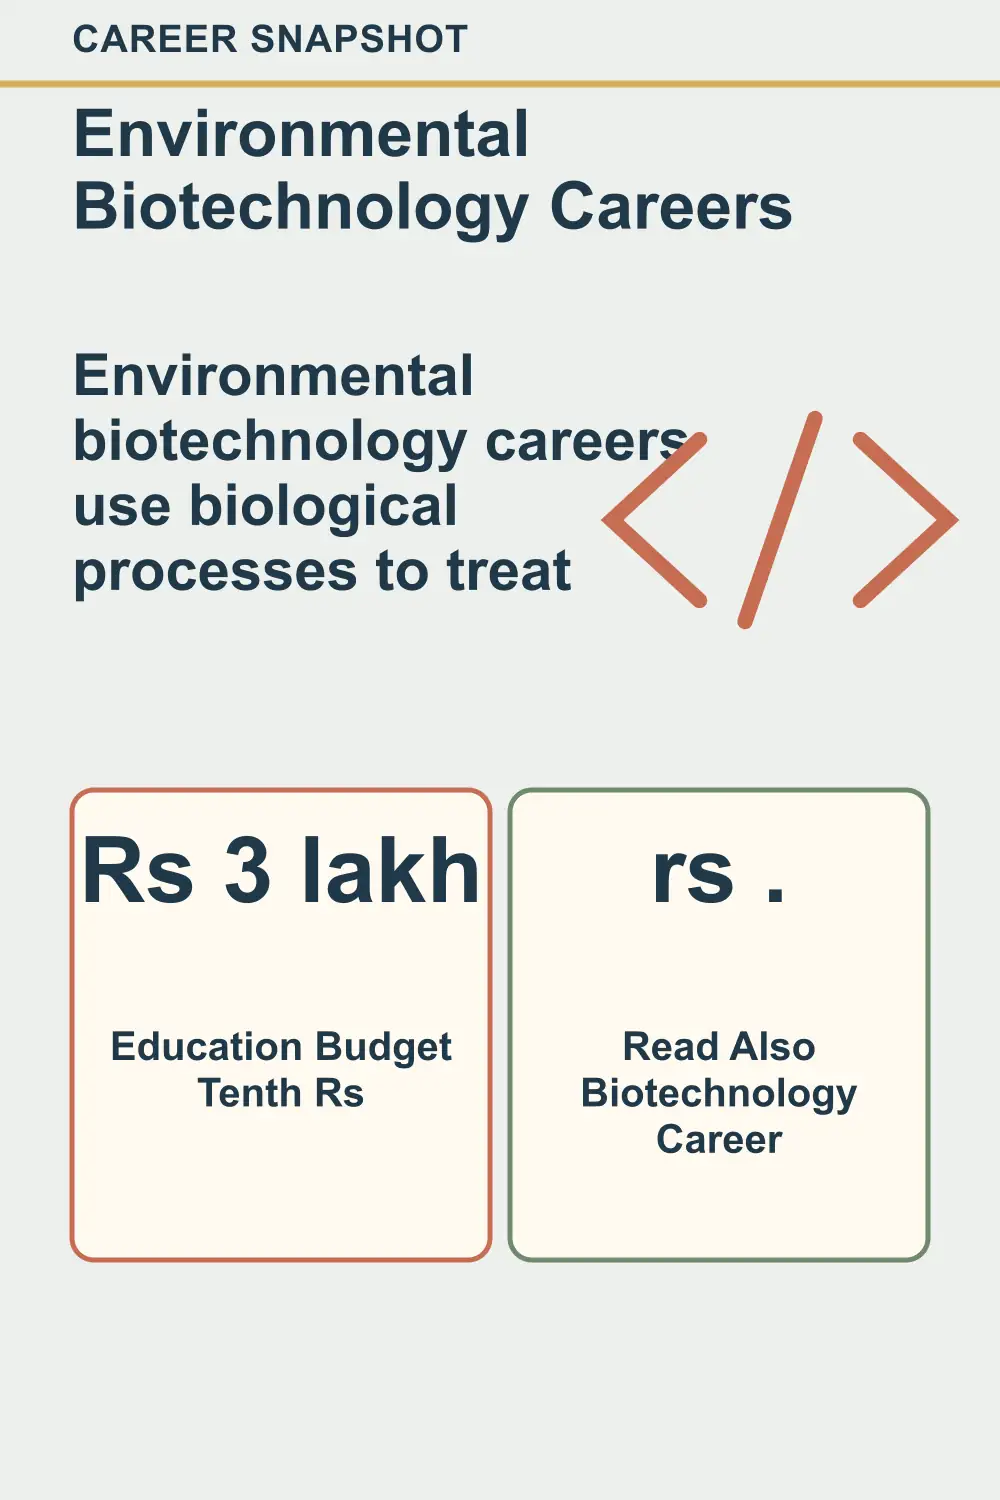 CAREER SNAPSHOT
Environmental
Biotechnology Careers
Environmental
biotechnology careers
use biological
processes to treat
Rs 3 lakh
Education Budget
Tenth Rs
rs .
Read Also
Biotechnology
Career